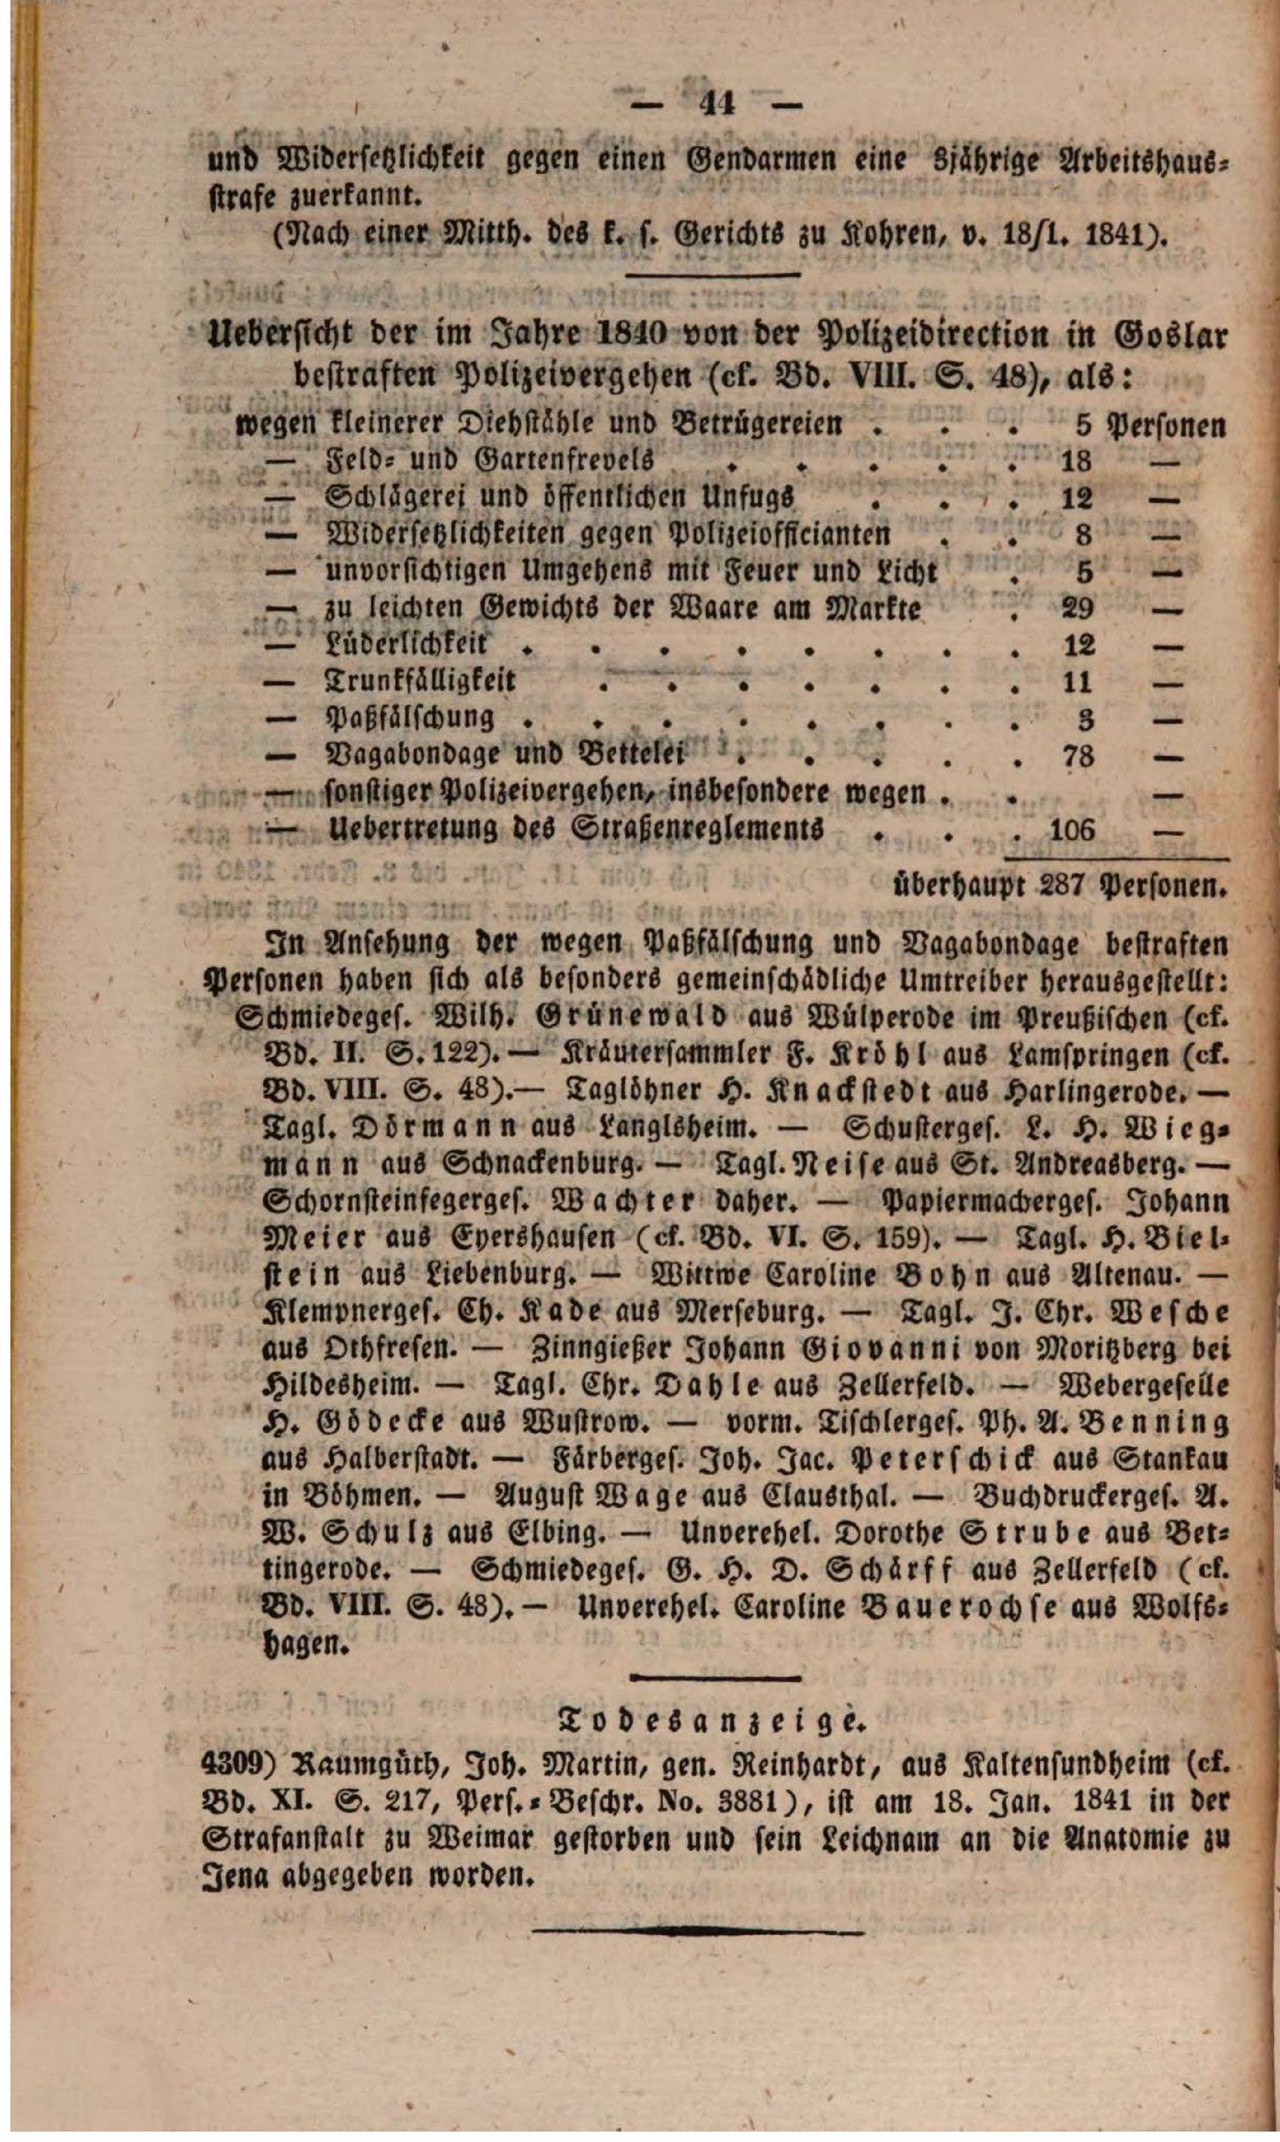 — 44 —
und Widersetzlichkeit gegen einen Gendarmen eine 3jährige Arbeitshaus-
strafe zuerkannt.
(Nach einer Mitth. des k. s. Gerichts zu Kohren, v. 18/1. 1841).
Uebersicht der im Jahre 1840 von der Polizeidirection in Goslar
bestraften Polizeivergehen (cf. Bd. VIII. S. 48), als:
wegen kleinerer Diebstähle und Betrügereien . . . 5 Personen
— Feld- und Gartenfrevels . . . . . 18 —
— Schlägerei und öffentlichen Unfugs . . . 12 —
— Widersetzlichkeiten gegen Polizeiofficianten . . 8 —
— unvorsichtigen Umgehens mit Feuer und Licht . 5 —
— zu leichten Gewichts der Waare am Markte . 29 —
— Lüderlichkeit . . . . . . . . 12 —
— Trunkfälligkeit . . . . . . . 11 —
— Paßfälschung . . . . . . . . 3 —
— Vagabondage und Bettelei . . . . . 78 —
— sonstiger Polizeivergehen, insbesondere wegen . . —
— Uebertretung des Straßenreglements . . . 106 —
überhaupt 287 Personen.
In Ansehung der wegen Paßfälschung und Vagabondage bestraften
Personen haben sich als besonders gemeinschädliche Umtreiber herausgestellt:
Schmiedeges. Wilh. Grünewald aus Wülperode im Preußischen (cf.
Bd. II. S. 122). — Kräutersammler F. Kröhl aus Lamspringen (cf.
Bd. VIII. S. 48). — Taglöhner H. Knackstedt aus Harlingerode. —
Tagl. Dörmann aus Langlsheim. — Schusterges. L. H. Wieg-
mann aus Schnackenburg. — Tagl. Neise aus St. Andreasberg. —
Schornsteinfegerges. Wachter daher. — Papiermacherges. Johann
Meier aus Evershausen (cf. Bd. VI. S. 159). — Tagl. H. Biel-
stein aus Liebenburg. — Wittwe Caroline Bohn aus Altenau. —
Klempnerges. Ch. Kade aus Merseburg. — Tagl. J. Chr. Wesche
aus Othfresen. — Zinngießer Johann Giovanni von Moritzberg bei
Hildesheim. — Tagl. Chr. Dahle aus Zellerfeld. — Webergeselle
H. Gödecke aus Wustrow. — vorm. Tischlerges. Ph. A. Benning
aus Halberstadt. — Färberges. Joh. Jac. Peterschick aus Stankau
in Böhmen. — August Wage aus Clausthal. — Buchdruckerges. A.
W. Schulz aus Elbing. — Unverehel. Dorothe Strube aus Bet-
tingerode. — Schmiedeges. G. H. D. Schärff aus Zellerfeld (cf.
Bd. VIII. S. 48). — Unverehel. Caroline Bauerochse aus Wolfs-
hagen.
Todesanzeige.
4309) Raumgüth, Joh. Martin, gen. Reinhardt, aus Kaltensundheim (cf.
Bd. XI. S. 217, Pers.-Beschr. No. 3881), ist am 18. Jan. 1841 in der
Strafanstalt zu Weimar gestorben und sein Leichnam an die Anatomie zu
Jena abgegeben worden.